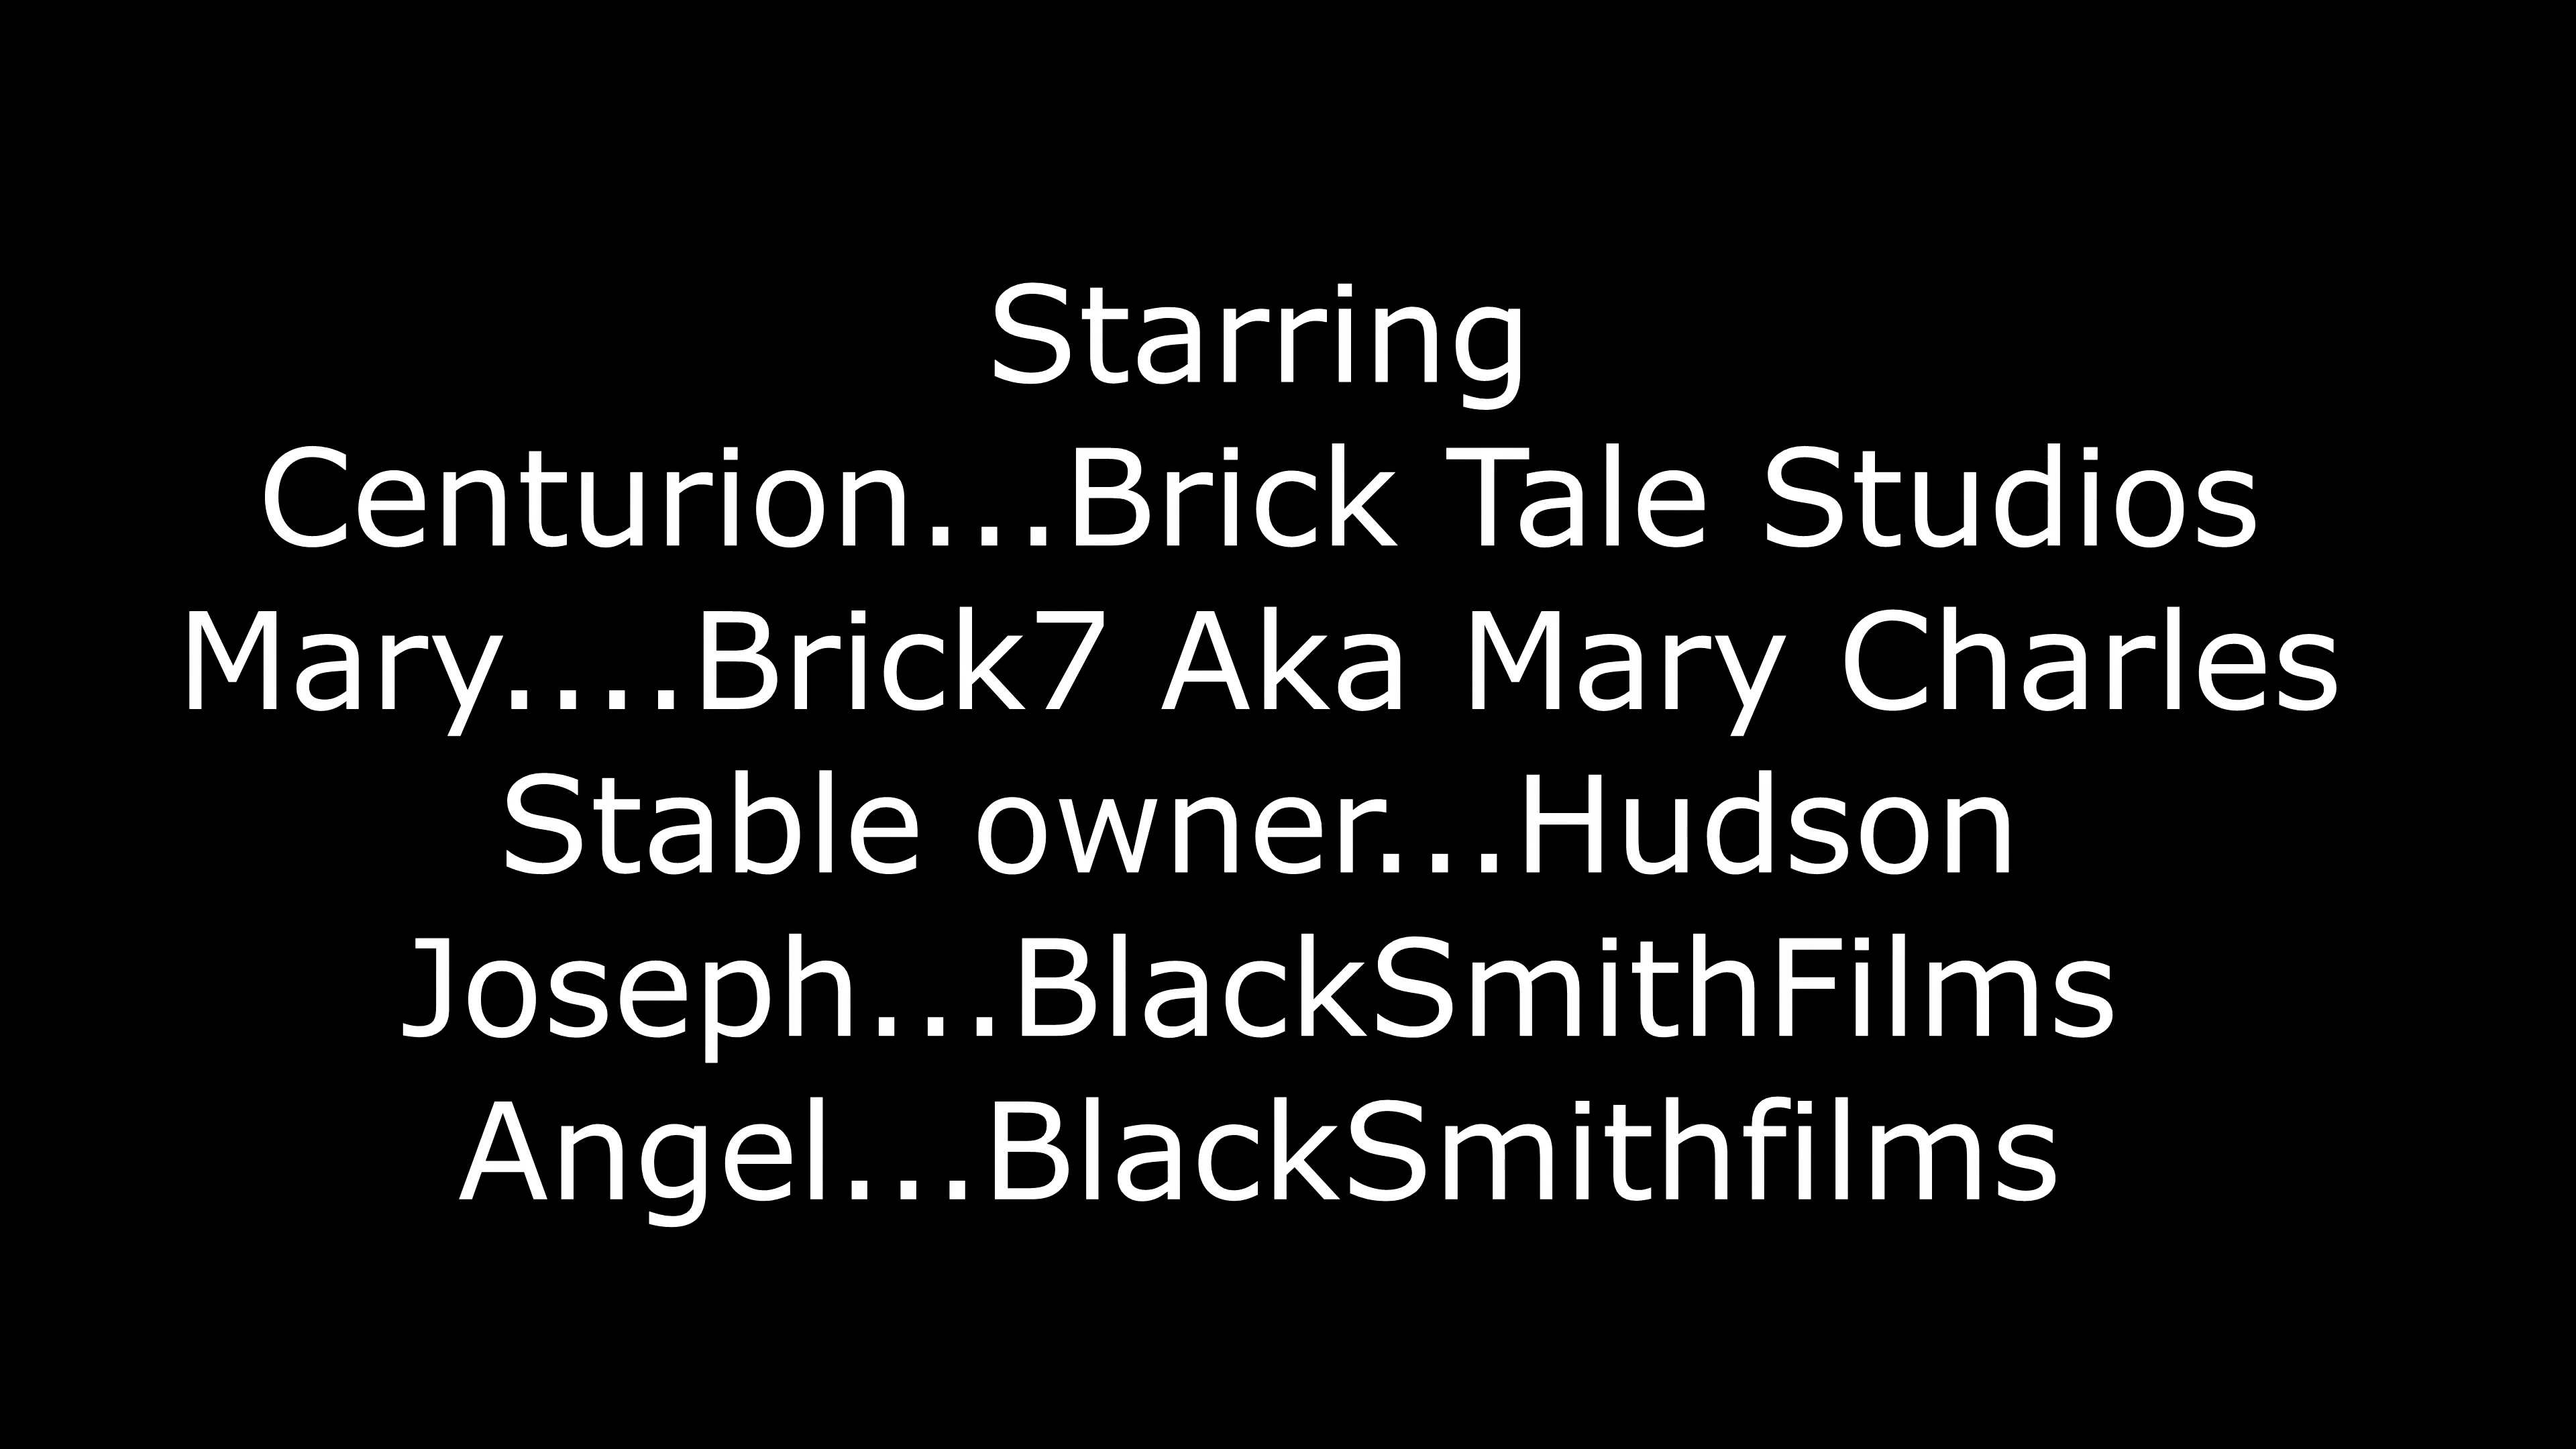 Starring
Centurion...Brick Tale Studios
Mary....Brick7 Aka Mary Charles
Stable owner...Hudson
Joseph...BlackSmithFilms
Angel...BlackSmithfilms